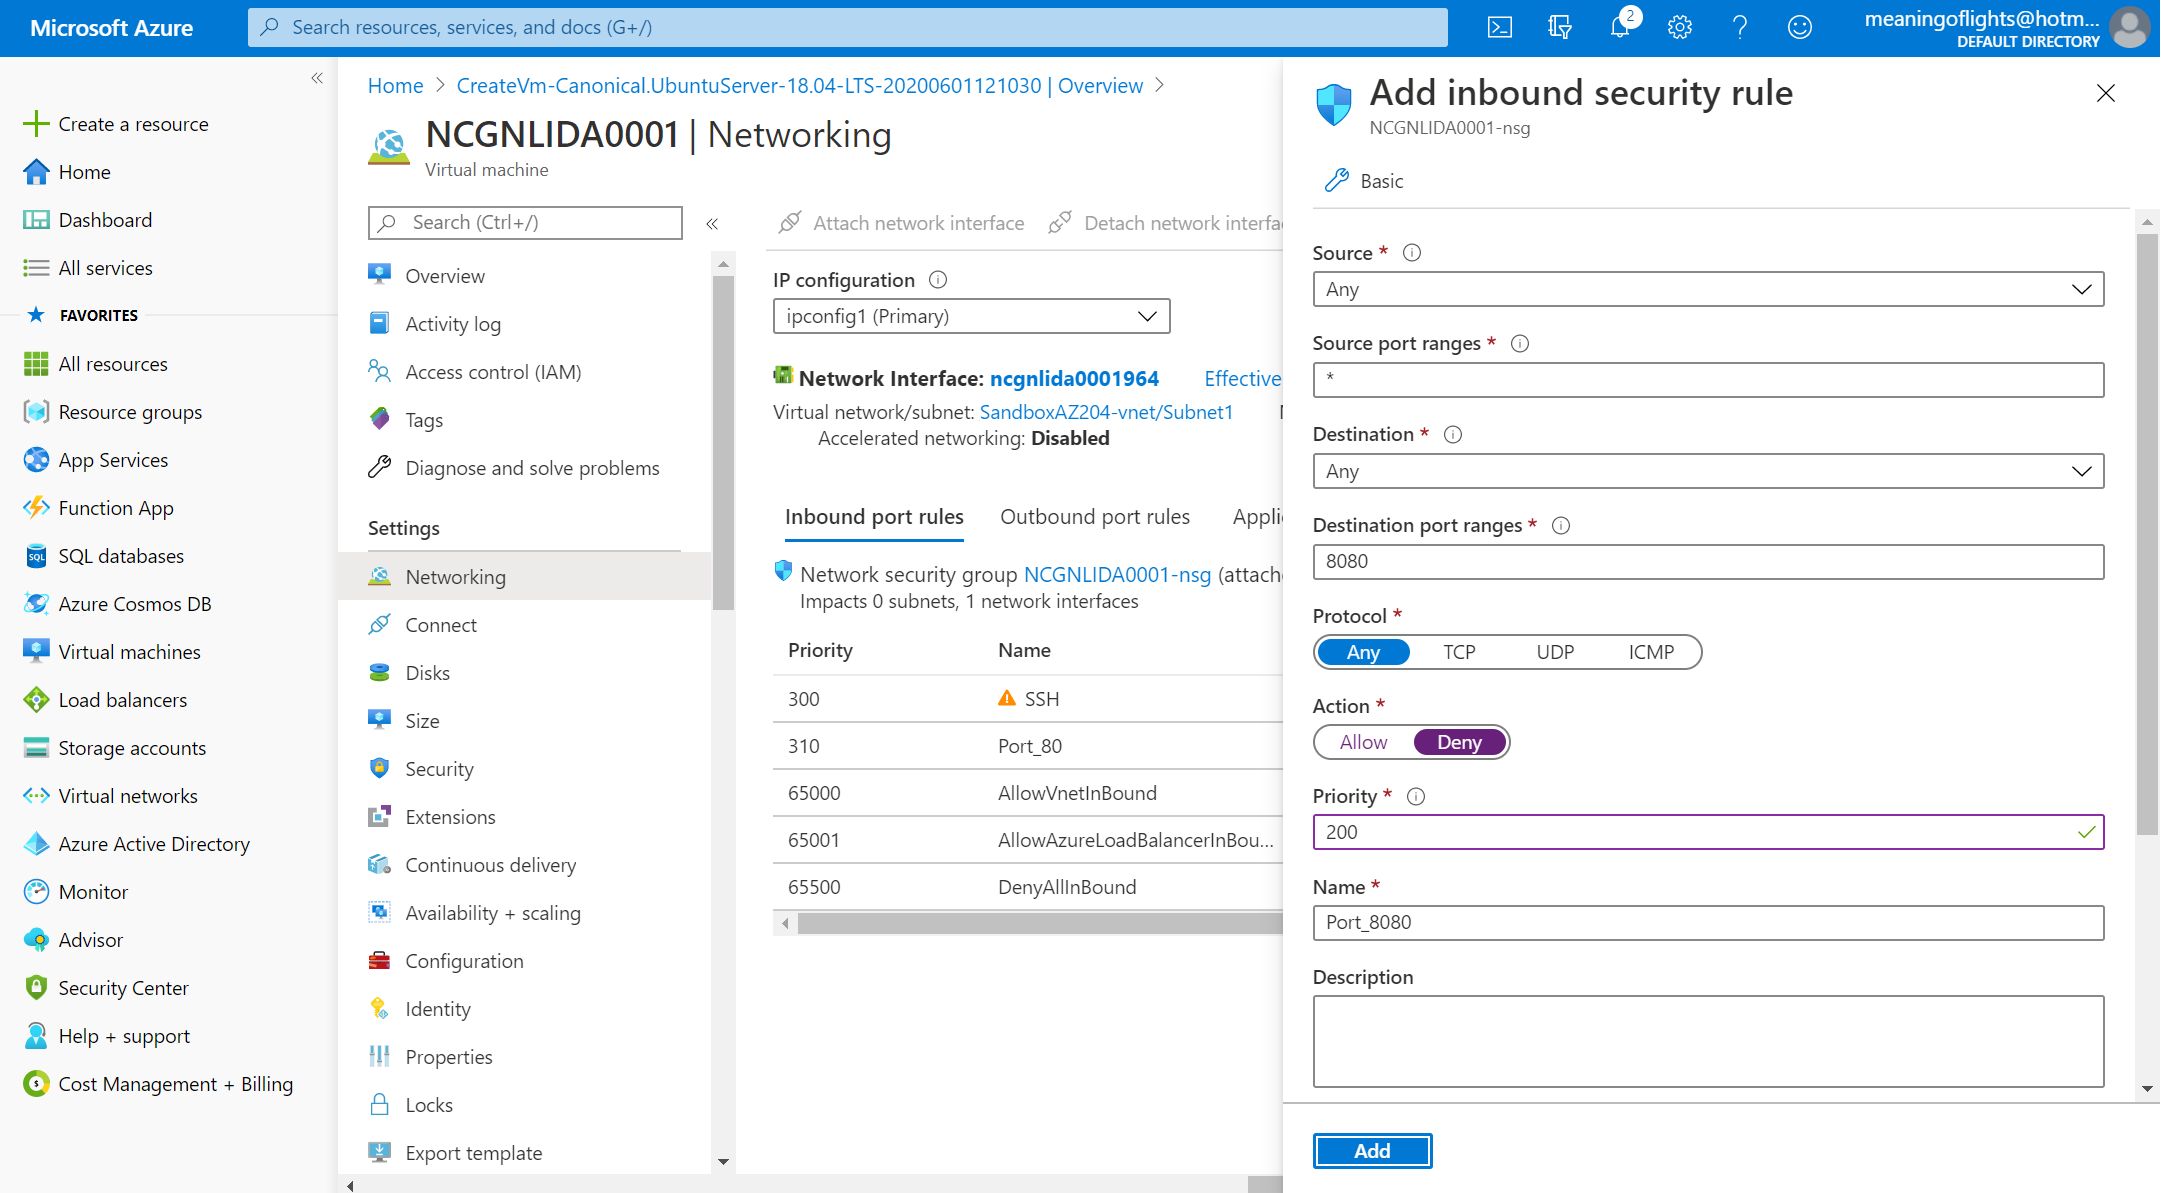 Microsoft Azure
Search resources, services, and docs (G+/)
2
meaningoflights@hotm...
DEFAULT DIRECTORY
«
Create a resource
Home
Dashboard
All services
FAVORITES
All resources
Resource groups
App Services
Function App
SQL databases
Azure Cosmos DB
Virtual machines
Load balancers
Storage accounts
Virtual networks
Azure Active Directory
Monitor
Advisor
Security Center
Help + support
Cost Management + Billing
Home > CreateVm-Canonical.UbuntuServer-18.04-LTS-20200601121030 | Overview >
NCGNLIDA0001 | Networking
Virtual machine
Search (Ctrl+/)
«
Overview
Activity log
Access control (IAM)
Tags
Diagnose and solve problems
Settings
Networking
Connect
Disks
Size
Security
Extensions
Continuous delivery
Availability + scaling
Configuration
Identity
Properties
Locks
Export template
Attach network interface
Detach network interfa
IP configuration
ipconfig1 (Primary)
Network Interface: ncgnlida0001964
Effective
Virtual network/subnet: SandboxAZ204-vnet/Subnet1
Accelerated networking: Disabled
Inbound port rules
Outbound port rules
Appli
Network security group NCGNLIDA0001-nsg (attach
Impacts 0 subnets, 1 network interfaces
Priority
Name
300
SSH
310
Port_80
65000
AllowVnetInBound
65001
AllowAzureLoadBalancerInBou...
65500
DenyAllInBound
Add inbound security rule
NCGNLIDA0001-nsg
Basic
Source *
Any
Source port ranges *
*
Destination *
Any
Destination port ranges *
8080
Protocol *
Any
TCP
UDP
ICMP
Action *
Allow
Deny
Priority *
200
Name *
Port_8080
Description
Add